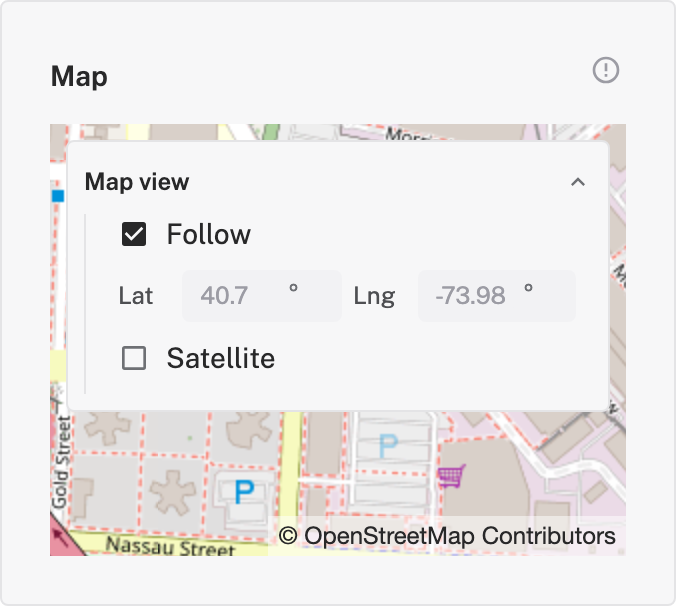 Map
Map view
Follow
Lat 40.7 ° Lng -73.98 °
Satellite
Gold Street
P
P
Nassau Street
© OpenStreetMap Contributors